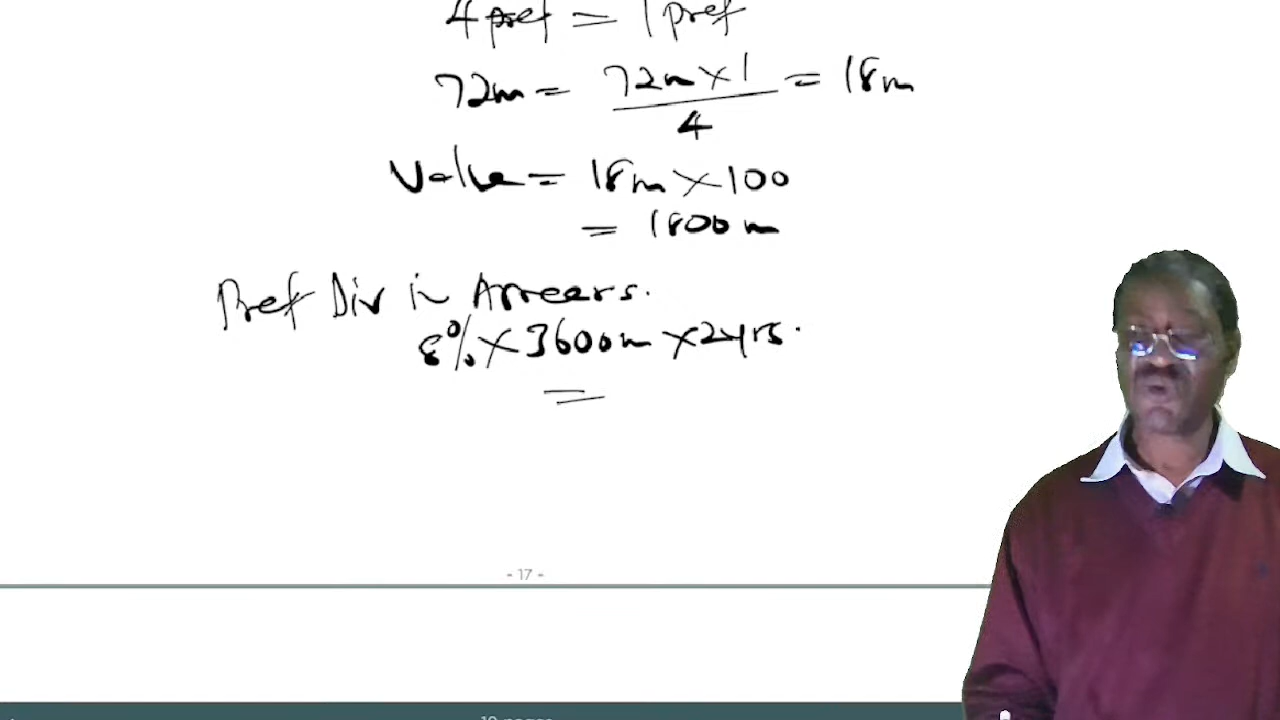 4 pref = 1 pref
72m = 72m × 1 = 18m
4
Value = 18m × 100
= 1800m
Pref Div in Arreers.
8% × 3600m × 2yrs.
=
- 17 -